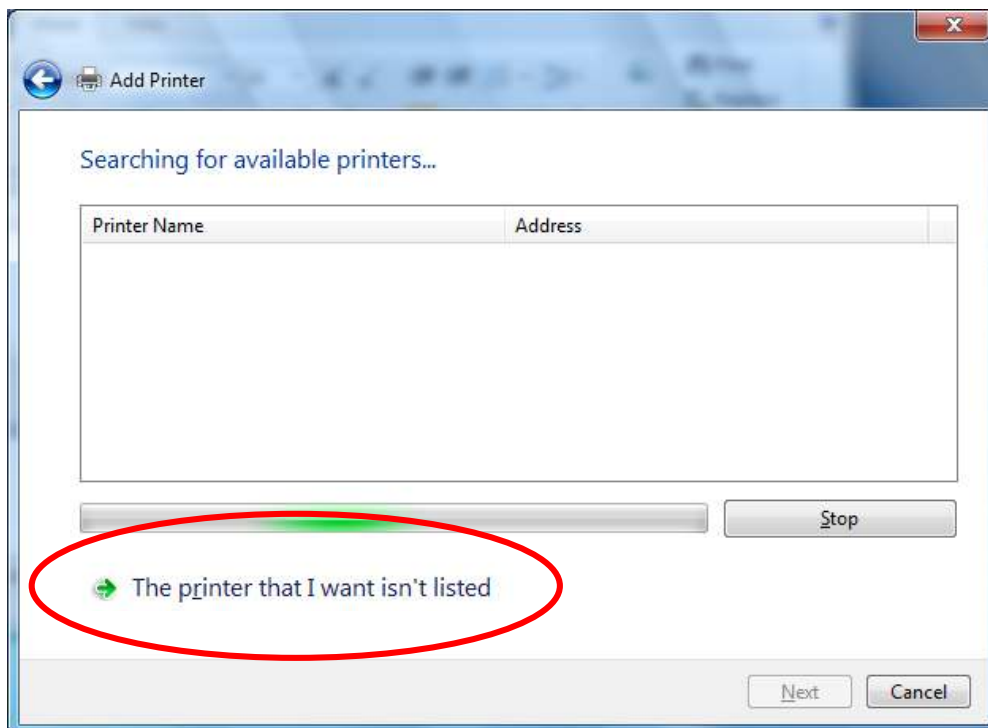 Add Printer
Searching for available printers...
Printer Name Address
Stop
The printer that I want isn't listed
Next Cancel